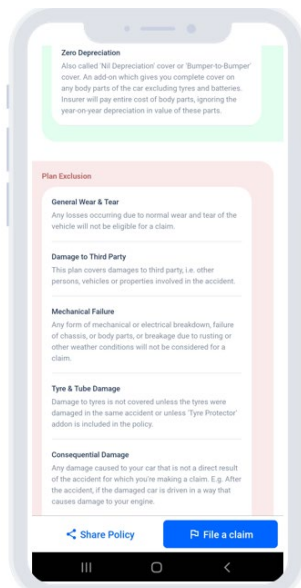 Zero Depreciation
Also called 'Nil Depreciation' cover or 'Bumper-to-Bumper'
cover. An add-on which gives you complete cover on
any body parts of the car excluding tyres and batteries.
Insurer will pay entire cost of body parts, ignoring the
year-on-year depreciation in value of these parts.
Plan Exclusion
General Wear & Tear
Any losses occurring due to normal wear and tear of the
vehicle will not be eligible for a claim.
Damage to Third Party
This plan covers damages to third party, i.e. other
persons, vehicles or properties involved in the accident.
Mechanical Failure
Any form of mechanical or electrical breakdown, failure
of chassis, or body parts, or breakage due to rusting or
other weather conditions will not be considered for a
claim.
Tyre & Tube Damage
Damage to tyres is not covered unless the tyres were
damaged in the same accident or unless 'Tyre Protector'
addon is included in the policy.
Consequential Damage
Any damage caused to your car that is not a direct result
of the accident for which you're making a claim. E.g. After
the accident, if the damaged car is driven in a way that
causes damage to your engine.
Share Policy
File a claim